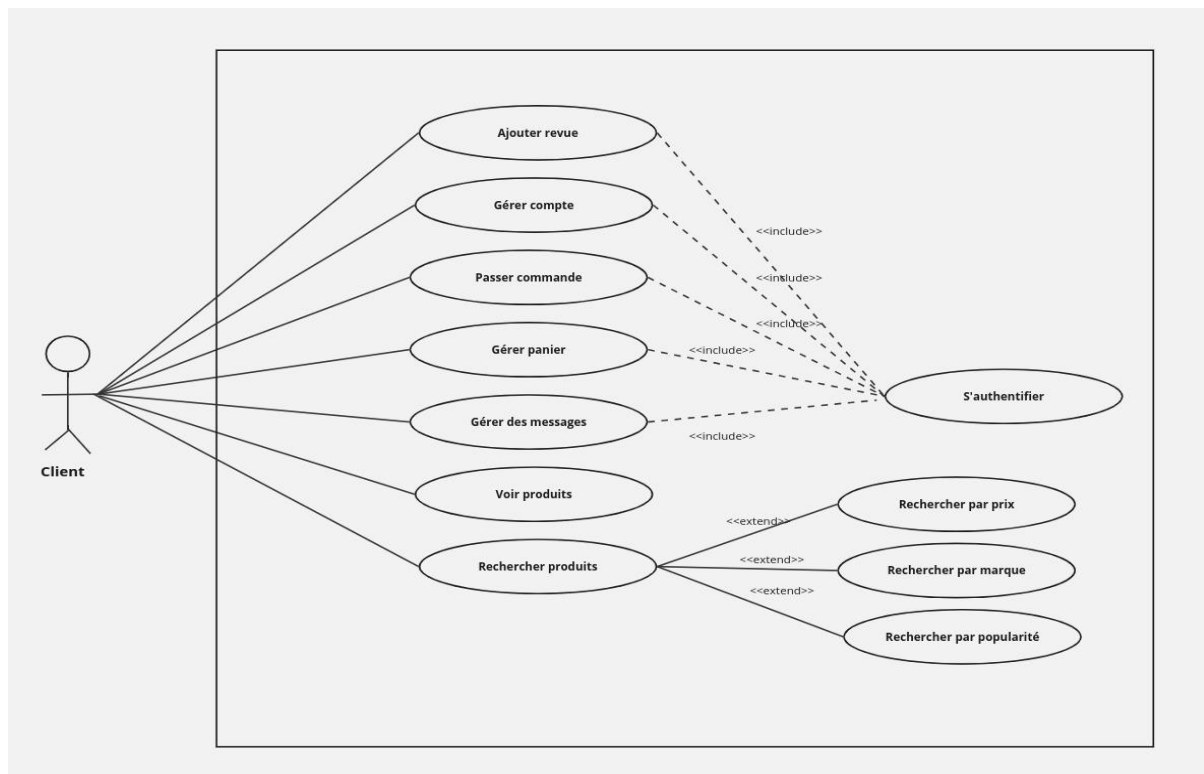 Ajouter revue
Gérer compte
<<include>>
Passer commande
<<include>>
<<include>>
Gérer panier
<<include>>
S'authentifier
Gérer des messages
<<include>>
Client
Voir produits
Rechercher par prix
<<extend>>
Rechercher produits
<<extend>>
Rechercher par marque
<<extend>>
Rechercher par popularité